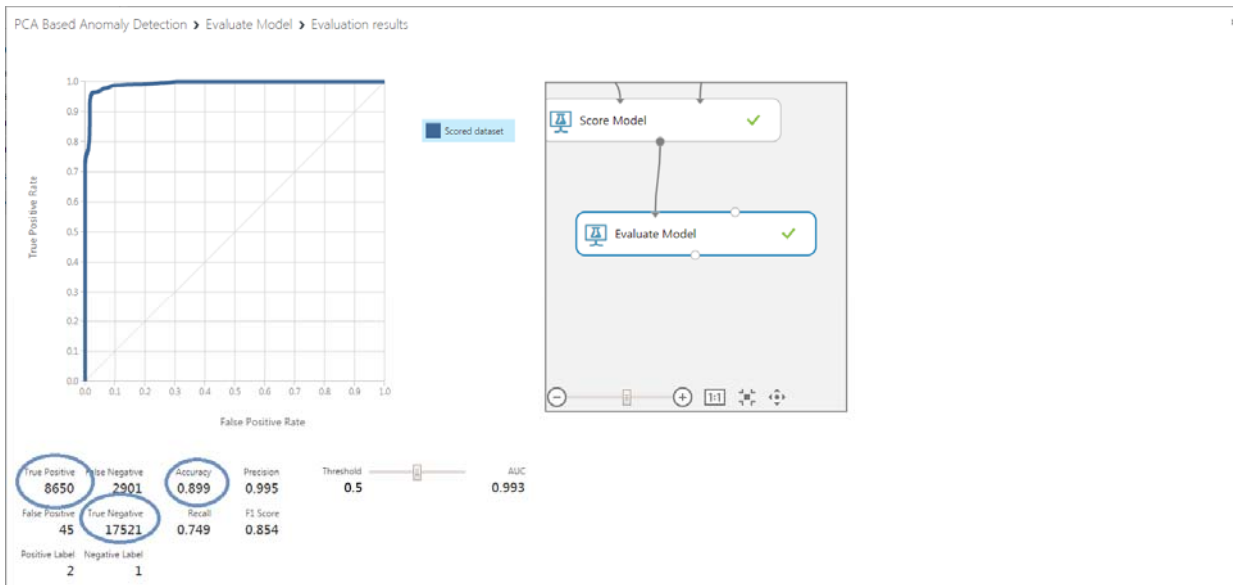 PCA Based Anomaly Detection ❯ Evaluate Model ❯ Evaluation results
1.0
0.9
0.8
0.7
0.6
0.5
0.4
0.3
0.2
0.1
0.0
True Positive Rate
0.0 0.1 0.2 0.3 0.4 0.5 0.6 0.7 0.8 0.9 1.0
False Positive Rate
Scored dataset
Score Model
Evaluate Model
1:1
True Positive False Negative Accuracy Precision Threshold AUC
8650 2901 0.899 0.995 0.5 0.993
False Positive True Negative Recall F1 Score
45 17521 0.749 0.854
Positive Label Negative Label
2 1